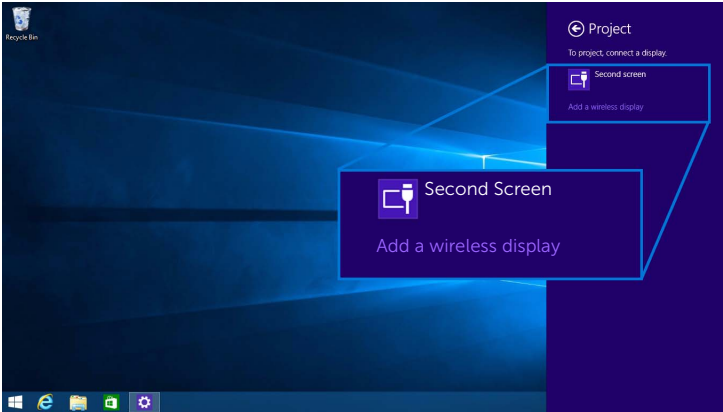 Recycle Bin
Project
To project, connect a display.
Second screen
Add a wireless display
Second Screen
Add a wireless display